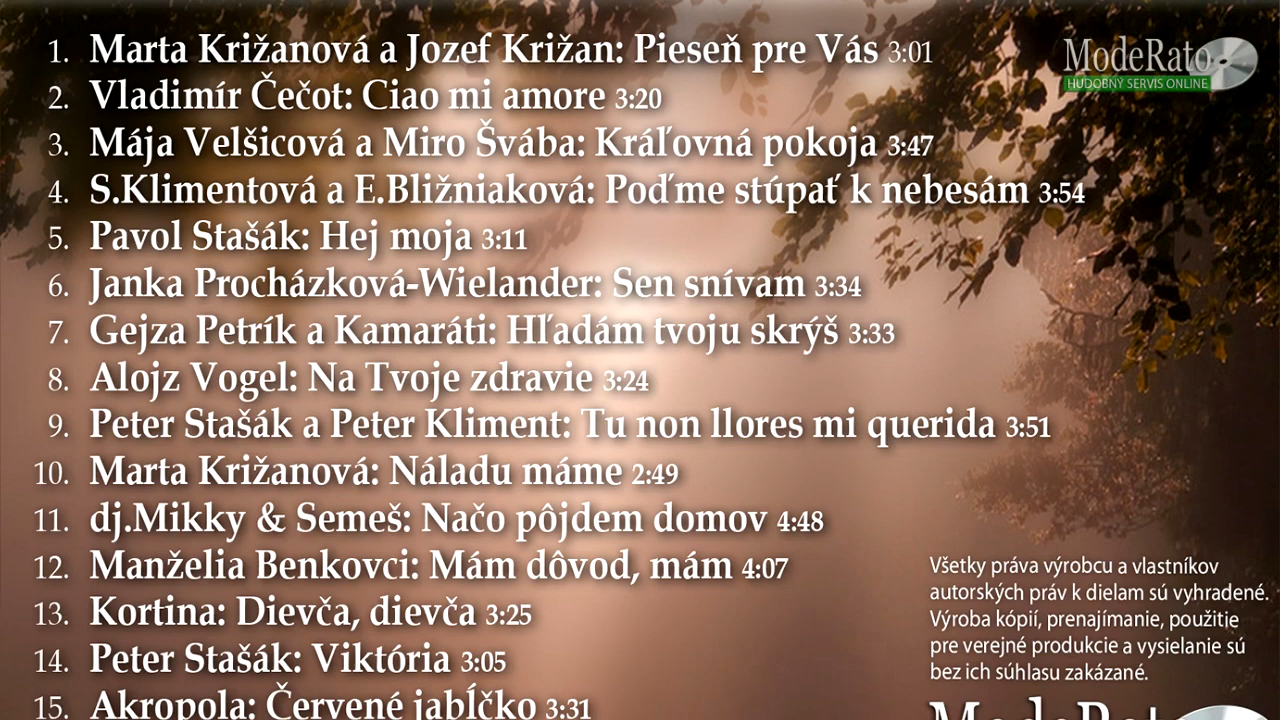 1. Marta Križanová a Jozef Križan: Pieseň pre Vás 3:01
2. Vladimír Čečot: Ciao mi amore 3:20
3. Mája Velšicová a Miro Švába: Kráľovná pokoja 3:47
4. S.Klimentová a E.Bližniaková: Poďme stúpať k nebesám 3:54
5. Pavol Stašák: Hej moja 3:11
6. Janka Procházková-Wielander: Sen snívam 3:34
7. Gejza Petrík a Kamaráti: Hľadám tvoju skrýš 3:33
8. Alojz Vogel: Na Tvoje zdravie 3:24
9. Peter Stašák a Peter Kliment: Tu non llores mi querida 3:51
10. Marta Križanová: Náladu máme 2:49
11. dj.Mikky & Semeš: Načo pôjdem domov 4:48
12. Manželia Benkovci: Mám dôvod, mám 4:07
13. Kortina: Dievča, dievča 3:25
14. Peter Stašák: Viktória 3:05
15. Akropola: Červené jabĺčko 3:31
ModeRato
HUDOBNÝ SERVIS ONLINE
Všetky práva výrobcu a vlastníkov
autorských práv k dielam sú vyhradené.
Výroba kópií, prenajímanie, použitie
pre verejné produkcie a vysielanie sú
bez ich súhlasu zakázané.
ModeRato